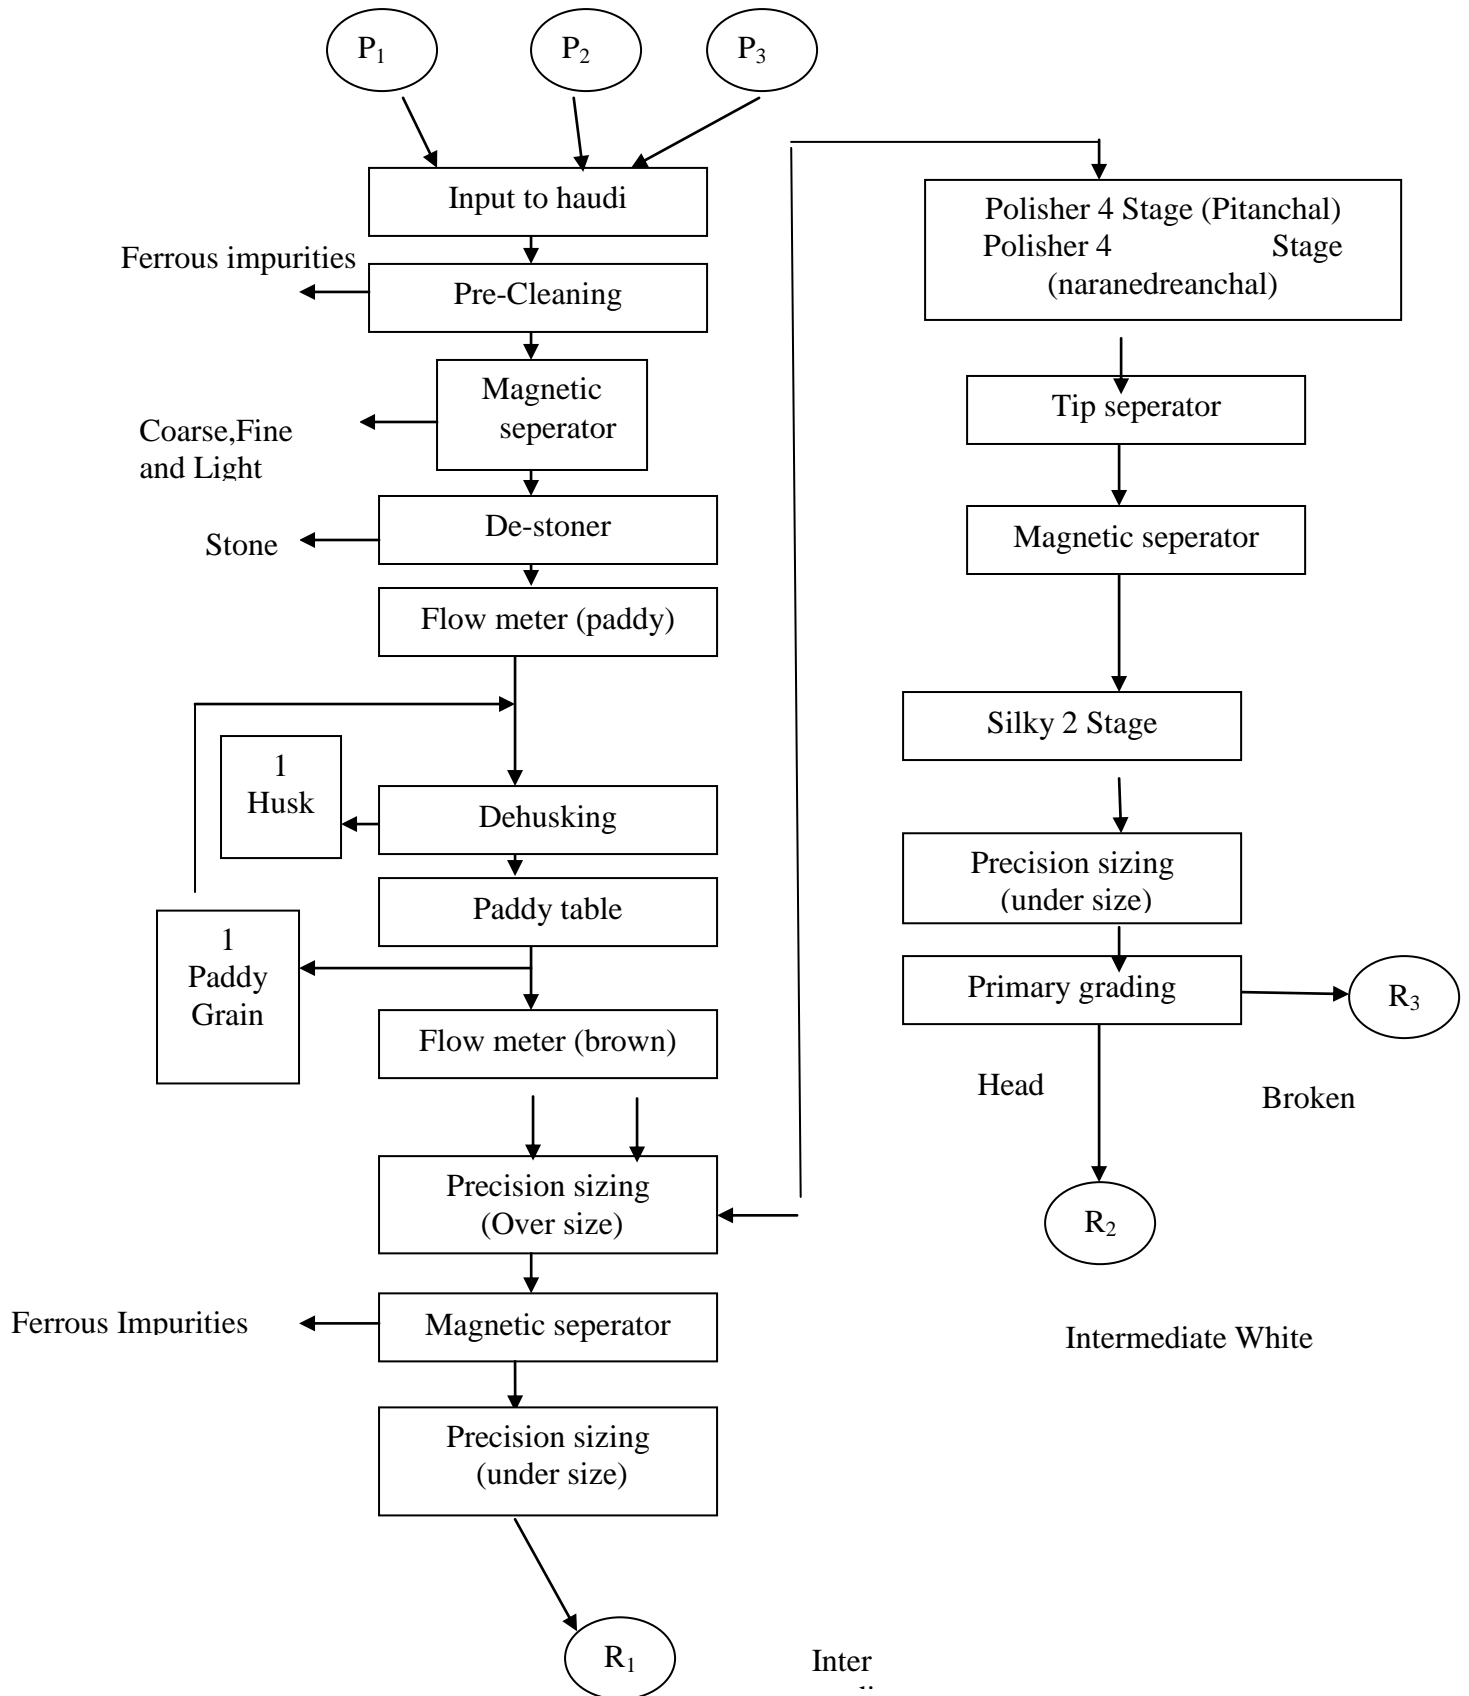 P1
P2
P3
Input to haudi
Ferrous impurities
Pre-Cleaning
Magnetic
seperator
Coarse,Fine
and Light
De-stoner
Stone
Flow meter (paddy)
1
Husk
Dehusking
Paddy table
1
Paddy
Grain
Flow meter (brown)
Precision sizing
(Over size)
Ferrous Impurities
Magnetic seperator
Precision sizing
(under size)
R1
Inter
Polisher 4 Stage (Pitanchal)
Polisher 4 Stage
(naranedreanchal)
Tip seperator
Magnetic seperator
Silky 2 Stage
Precision sizing
(under size)
Primary grading
R3
Head
Broken
R2
Intermediate White